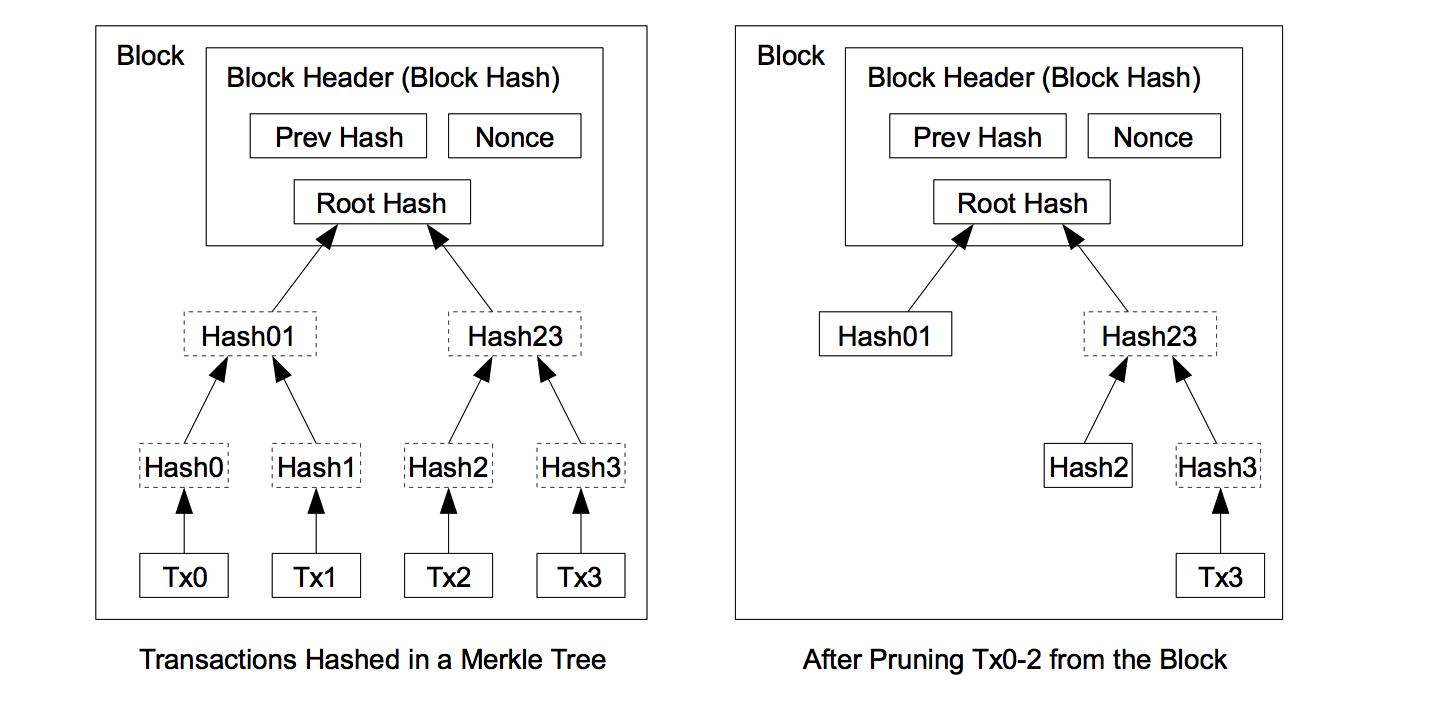 Block
Block Header (Block Hash)
Prev Hash
Nonce
Root Hash
Hash01
Hash23
Hash0
Hash1
Hash2
Hash3
Tx0
Tx1
Tx2
Tx3
Transactions Hashed in a Merkle Tree
Block
Block Header (Block Hash)
Prev Hash
Nonce
Root Hash
Hash01
Hash23
Hash2
Hash3
Tx3
After Pruning Tx0-2 from the Block